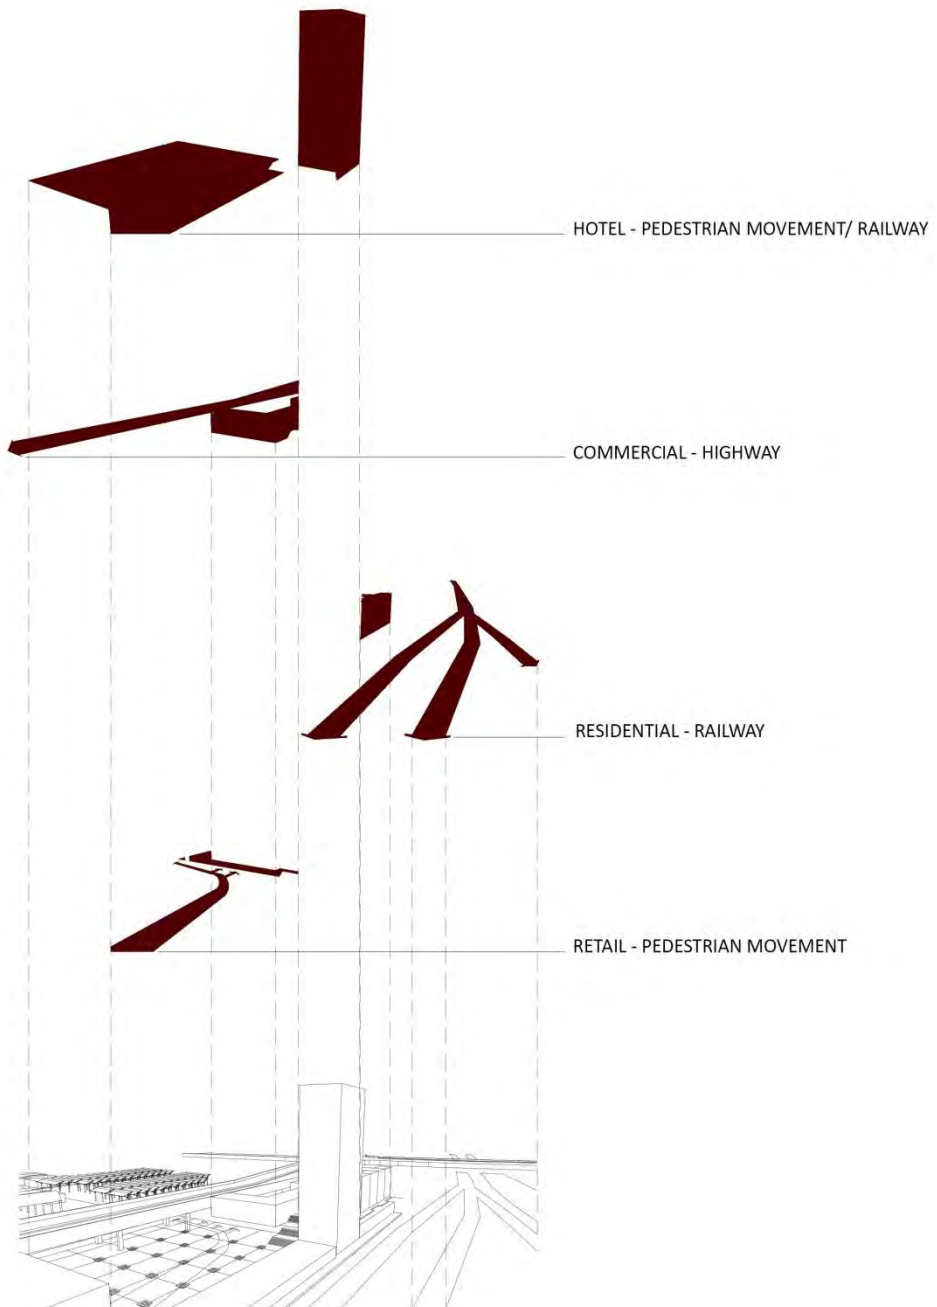 HOTEL - PEDESTRIAN MOVEMENT/ RAILWAY
COMMERCIAL - HIGHWAY
RESIDENTIAL - RAILWAY
RETAIL - PEDESTRIAN MOVEMENT